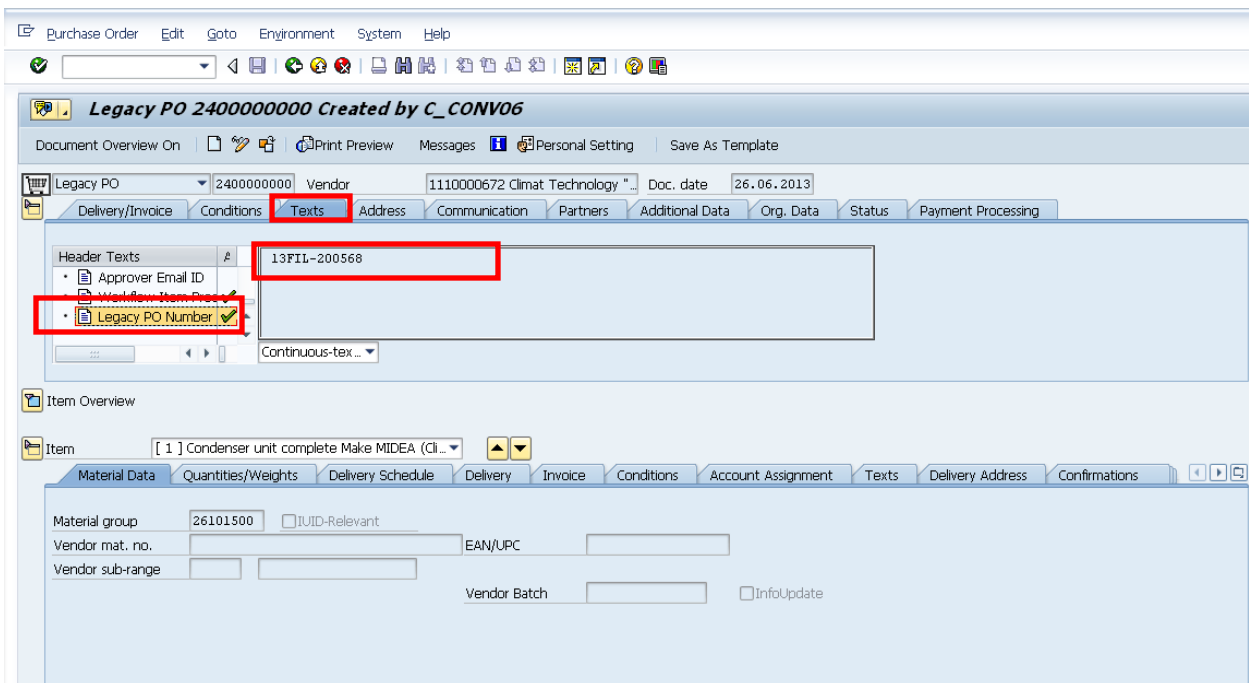 Purchase Order Edit Goto Environment System Help
Legacy PO 2400000000 Created by C_CONV06
Document Overview On Print Preview Messages Personal Setting Save As Template
Legacy PO 2400000000 Vendor 1110000672 Climat Technology "... Doc. date 26.06.2013
Delivery/Invoice Conditions Texts Address Communication Partners Additional Data Org. Data Status Payment Processing
Header Texts
13FIL-200568
Approver Email ID
Workflow Item Proc
Legacy PO Number
Continuous-tex...
Item Overview
Item [ 1 ] Condenser unit complete Make MIDEA (Cli...
Material Data Quantities/Weights Delivery Schedule Delivery Invoice Conditions Account Assignment Texts Delivery Address Confirmations
Material group 26101500 IUID-Relevant
Vendor mat. no. EAN/UPC
Vendor sub-range
Vendor Batch InfoUpdate